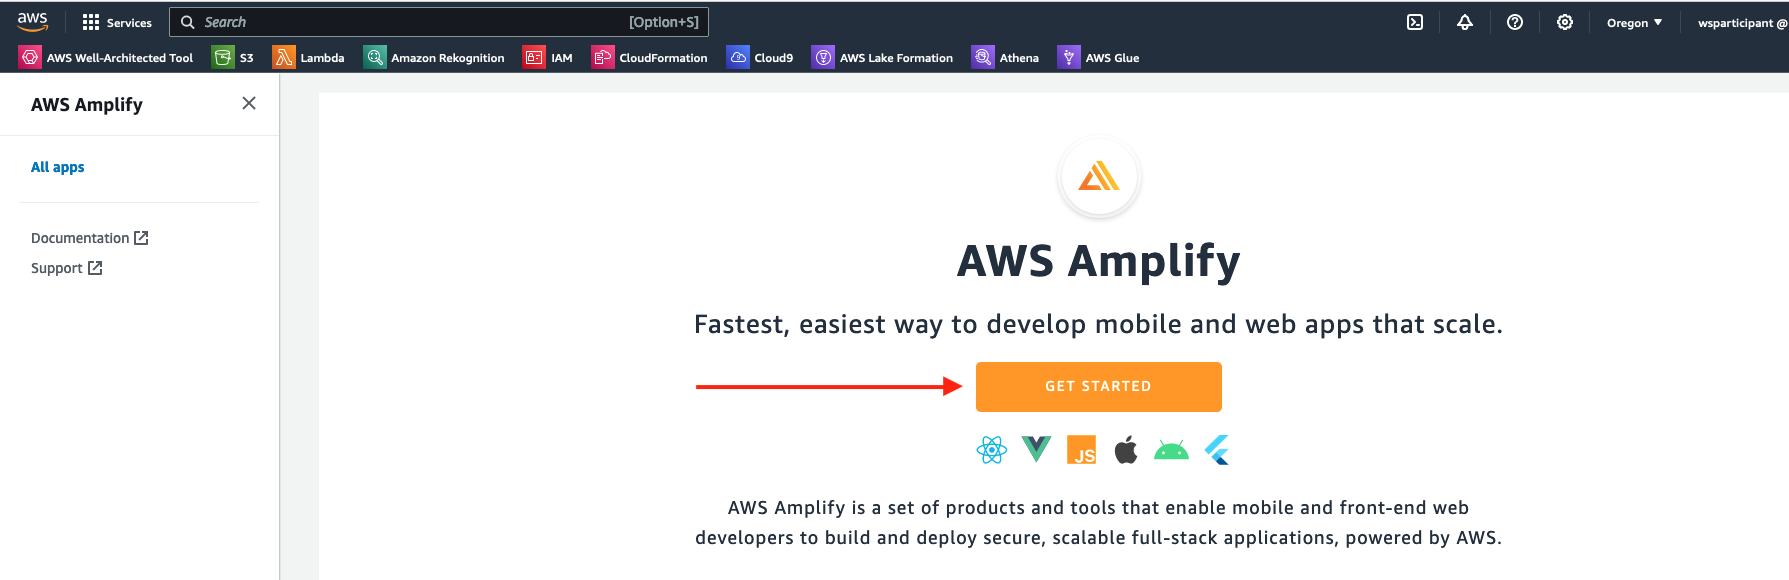 aws
Services
Search
[Option+S]
Oregon
wsparticipant @
AWS Well-Architected Tool
S3
Lambda
Amazon Rekognition
IAM
CloudFormation
Cloud9
AWS Lake Formation
Athena
AWS Glue
AWS Amplify
All apps
Documentation
Support
AWS Amplify
Fastest, easiest way to develop mobile and web apps that scale.
GET STARTED
JS
AWS Amplify is a set of products and tools that enable mobile and front-end web
developers to build and deploy secure, scalable full-stack applications, powered by AWS.